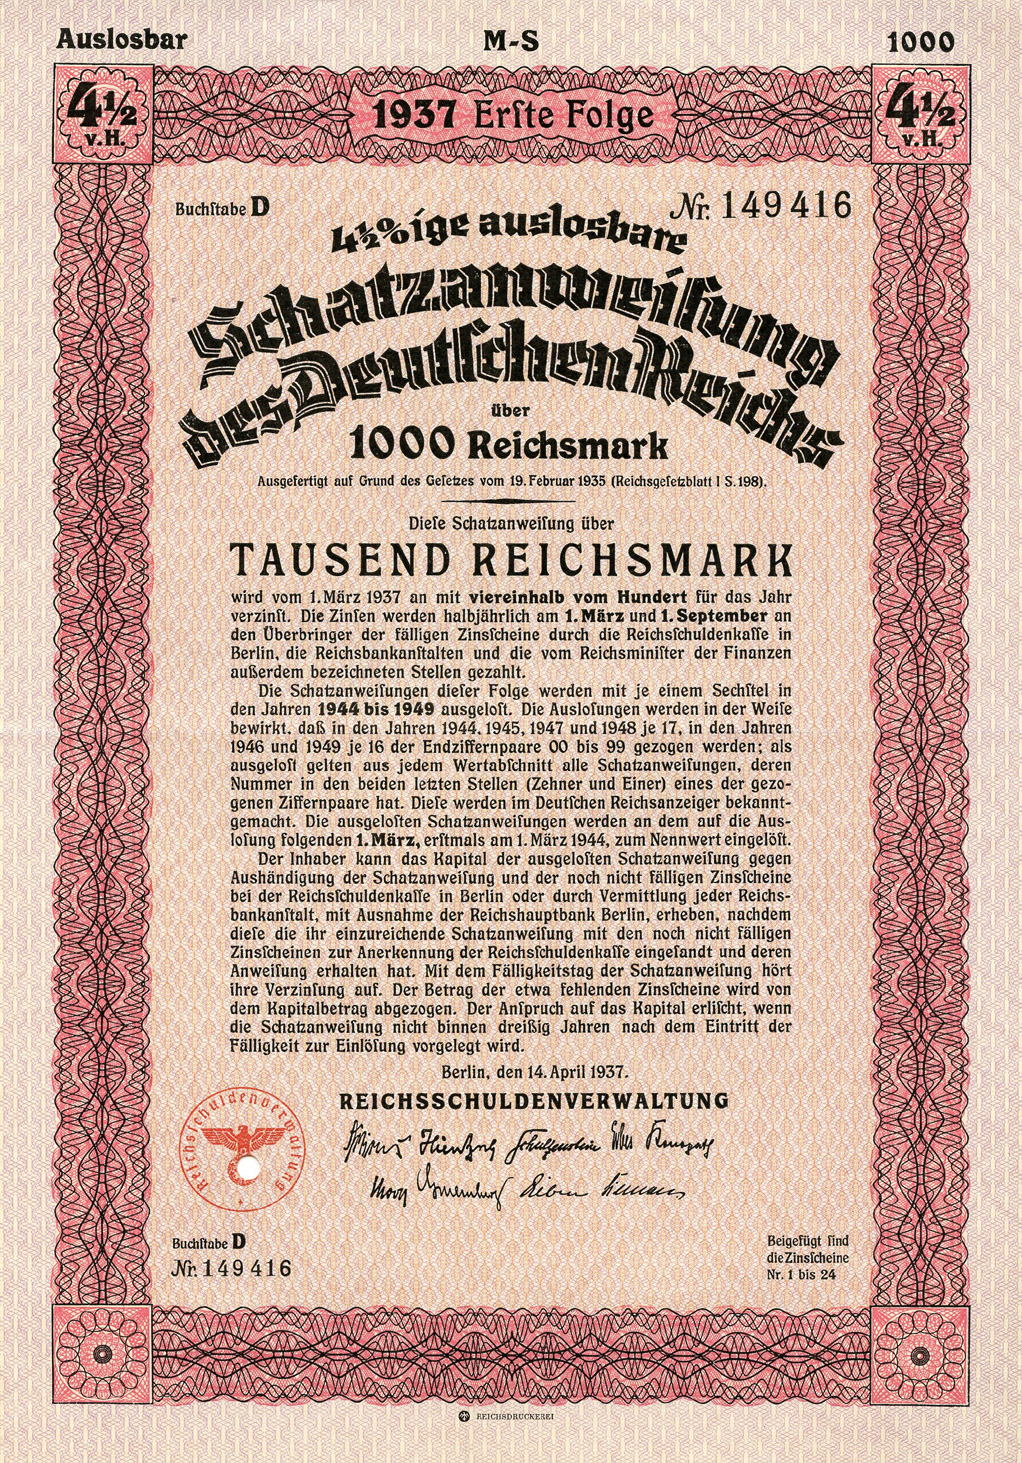 Auslosbar M-S 1000
4½ v.H. 1937 Erſte Folge 4½ v.H.
Buchſtabe D Nr. 149416
4½%ige auslosbare
Schatzanweiſung
des Deutſchen Reichs
über
1000 Reichsmark
Ausgefertigt auf Grund des Geſetzes vom 19. Februar 1935 (Reichsgeſetzblatt I S. 198).
Dieſe Schatzanweiſung über
TAUSEND REICHSMARK
wird vom 1. März 1937 an mit viereinhalb vom Hundert für das Jahr
verzinſt. Die Zinſen werden halbjährlich am 1. März und 1. September an
den Überbringer der fälligen Zinsſcheine durch die Reichsſchuldenkaſſe in
Berlin, die Reichsbankanſtalten und die vom Reichsminiſter der Finanzen
außerdem bezeichneten Stellen gezahlt.
Die Schatzanweiſungen dieſer Folge werden mit je einem Sechſtel in
den Jahren 1944 bis 1949 ausgeloſt. Die Ausloſungen werden in der Weiſe
bewirkt, daß in den Jahren 1944, 1945, 1947 und 1948 je 17, in den Jahren
1946 und 1949 je 16 der Endziffernpaare 00 bis 99 gezogen werden; als
ausgeloſt gelten aus jedem Wertabſchnitt alle Schatzanweiſungen, deren
Nummer in den beiden letzten Stellen (Zehner und Einer) eines der gezo-
genen Ziffernpaare hat. Dieſe werden im Deutſchen Reichsanzeiger bekannt-
gemacht. Die ausgeloſten Schatzanweiſungen werden an dem auf die Aus-
loſung folgenden 1. März, erſtmals am 1. März 1944, zum Nennwert eingelöſt.
Der Inhaber kann das Kapital der ausgeloſten Schatzanweiſung gegen
Aushändigung der Schatzanweiſung und der noch nicht fälligen Zinsſcheine
bei der Reichsſchuldenkaſſe in Berlin oder durch Vermittlung jeder Reichs-
bankanſtalt, mit Ausnahme der Reichshauptbank Berlin, erheben, nachdem
dieſe die ihr einzureichende Schatzanweiſung mit den noch nicht fälligen
Zinsſcheinen zur Anerkennung der Reichsſchuldenkaſſe eingeſandt und deren
Anweiſung erhalten hat. Mit dem Fälligkeitstag der Schatzanweiſung hört
ihre Verzinſung auf. Der Betrag der etwa fehlenden Zinsſcheine wird von
dem Kapitalbetrag abgezogen. Der Anſpruch auf das Kapital erliſcht, wenn
die Schatzanweiſung nicht binnen dreißig Jahren nach dem Eintritt der
Fälligkeit zur Einlöſung vorgelegt wird.
Berlin, den 14. April 1937.
REICHSSCHULDENVERWALTUNG
Reichsſchuldenverwaltung
Buchſtabe D
Nr. 149416
Beigefügt ſind
die Zinsſcheine
Nr. 1 bis 24
REICHSDRUCKEREI